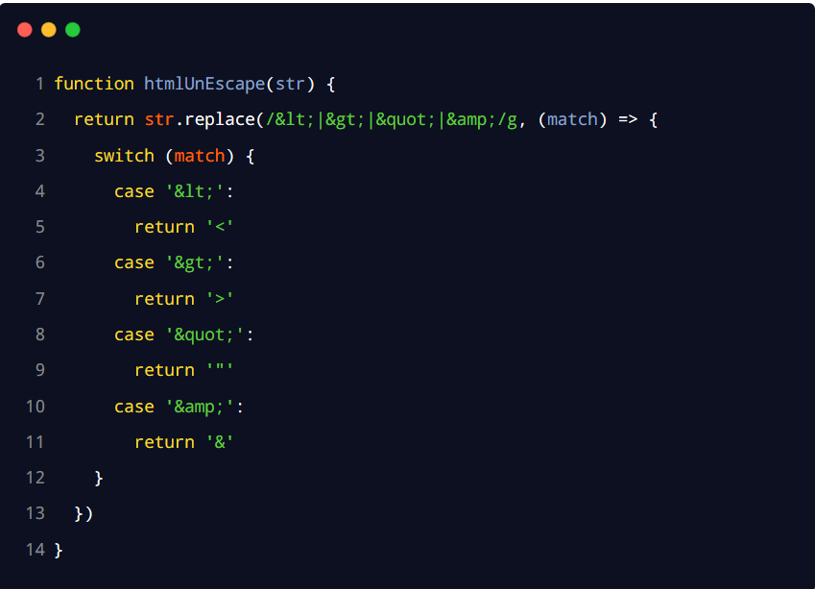 1 function htmlUnEscape(str) {
2   return str.replace(/&lt;|&gt;|&quot;|&amp;/g, (match) => {
3     switch (match) {
4       case '&lt;':
5         return '<'
6       case '&gt;':
7         return '>'
8       case '&quot;':
9         return '"'
10       case '&amp;':
11         return '&'
12     }
13   })
14 }